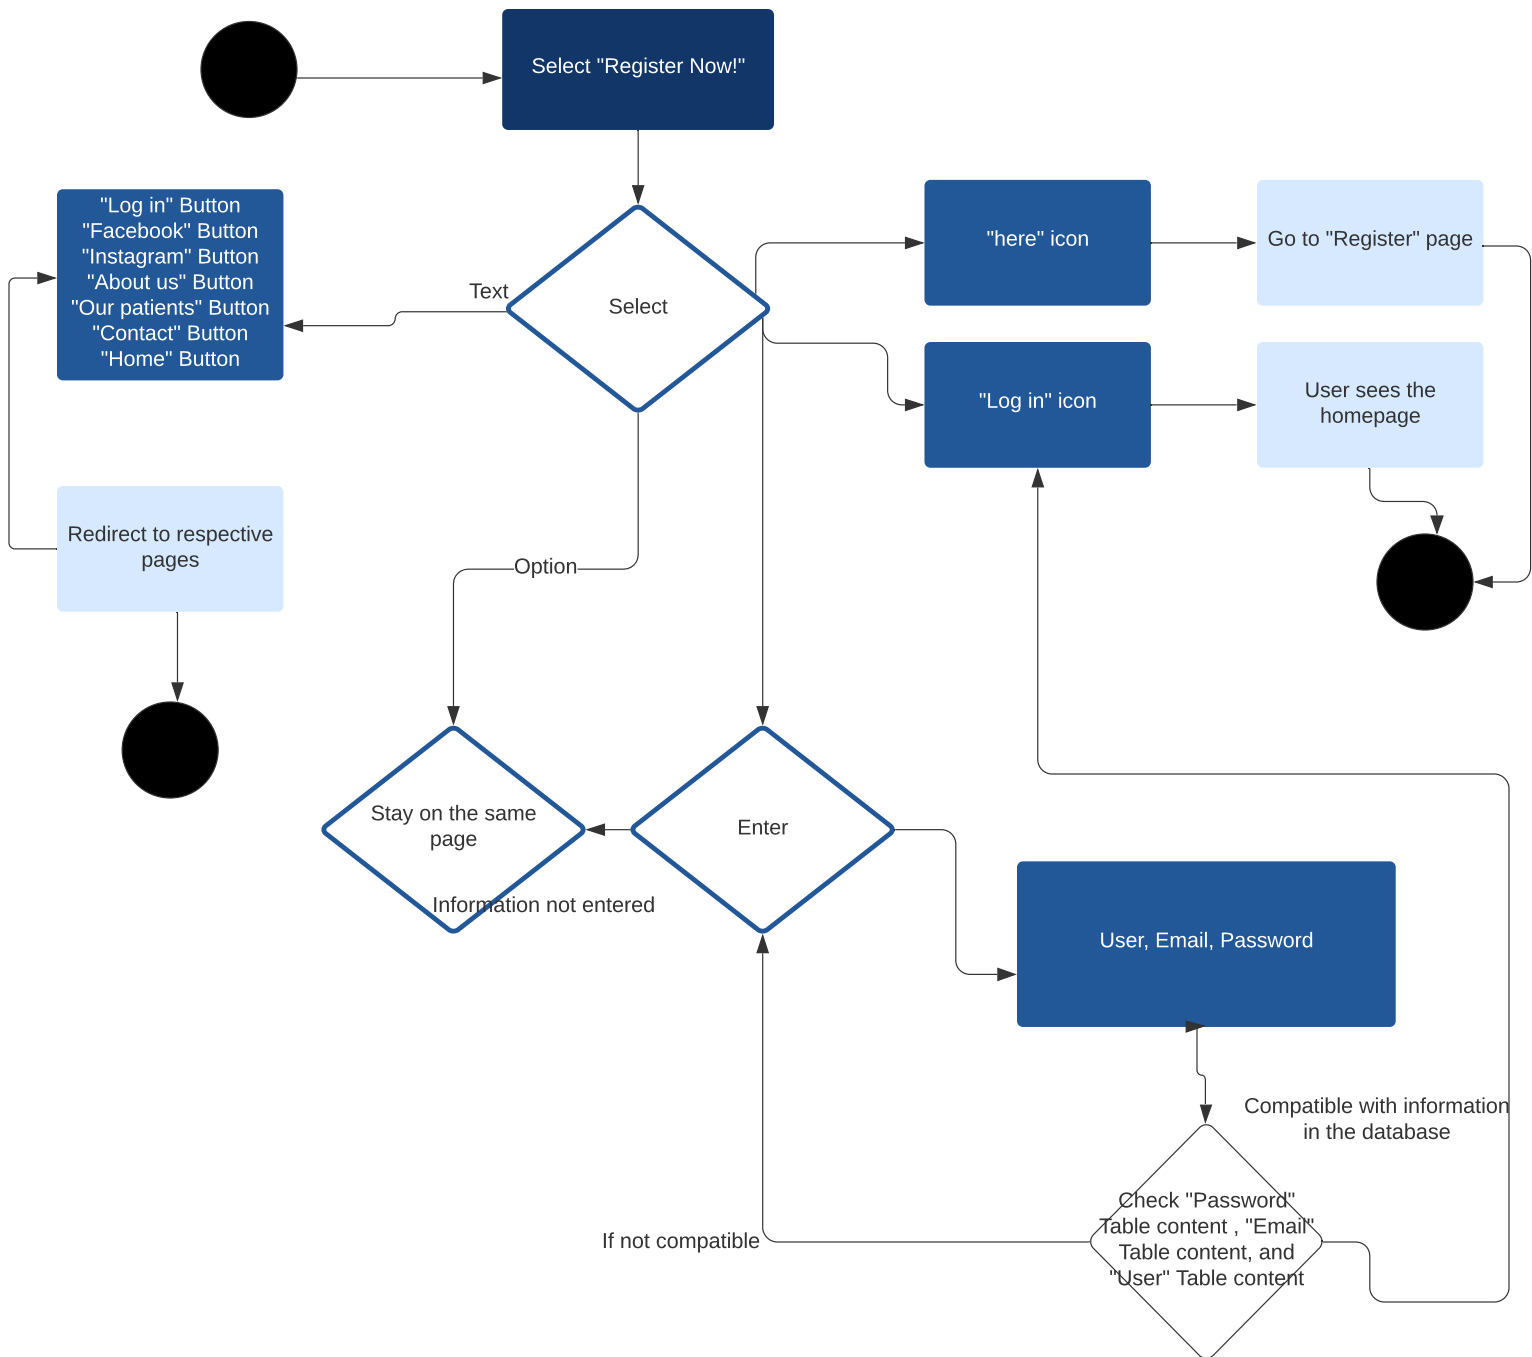 Select "Register Now!"
"Log in" Button
"Facebook" Button
"Instagram" Button
"About us" Button
"Our patients" Button
"Contact" Button
"Home" Button
Text
Select
"here" icon
Go to "Register" page
"Log in" icon
User sees the
homepage
Redirect to respective
pages
Option
Stay on the same
page
Enter
Information not entered
User, Email, Password
Compatible with information
in the database
Check "Password"
Table content , "Email"
Table content, and
"User" Table content
If not compatible